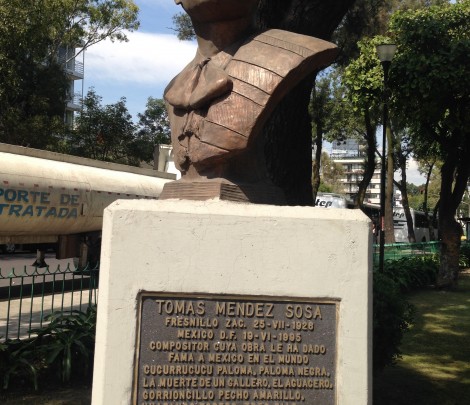 PORTE DE
TRATADA
TOMAS MENDEZ SOSA
FRESNILLO ZAC. 25-VII-1928
MEXICO D.F. 19-VI-1995
COMPOSITOR CUYA OBRA LE HA DADO
FAMA A MEXICO EN EL MUNDO
CUCURRUCUCU PALOMA, PALOMA NEGRA,
LA MUERTE DE UN GALLERO, EL AGUACERO,
GORRIONCILLO PECHO AMARILLO,